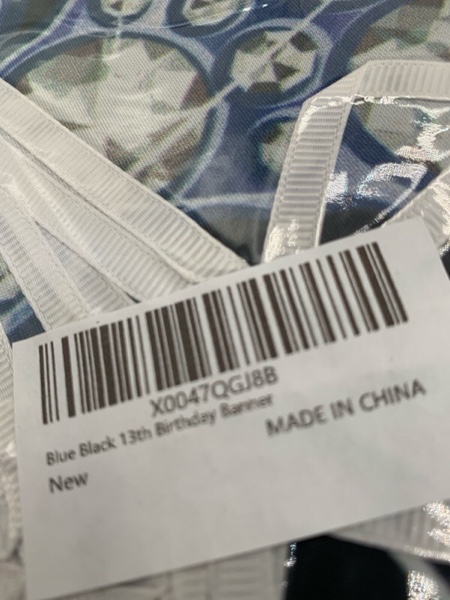 X0047QGJ8B
Blue Black 13th Birthday Banner
New
MADE IN CHINA